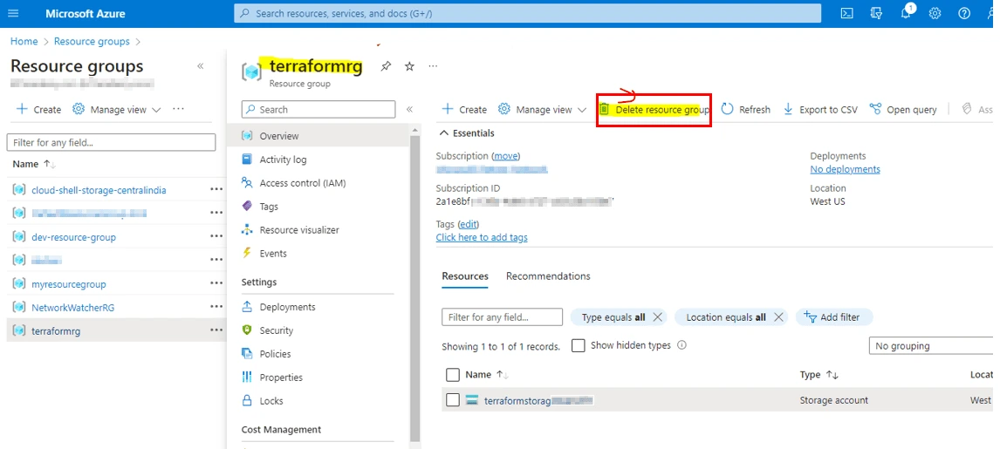 Microsoft Azure
Search resources, services, and docs (G+/)
1
Home > Resource groups >
Resource groups
«
Create
Manage view
...
Filter for any field...
Name ↑↓
cloud-shell-storage-centralindia ...
...
dev-resource-group ...
...
myresourcegroup ...
NetworkWatcherRG ...
terraformrg ...
terraformrg
...
Resource group
Search
«
Overview
Activity log
Access control (IAM)
Tags
Resource visualizer
Events
Settings
Deployments
Security
Policies
Properties
Locks
Cost Management
+ Create
Manage view
Delete resource group
Refresh
Export to CSV
Open query
Ass
Essentials
Subscription (move)
Subscription ID
2a1e8bf
Tags (edit)
Click here to add tags
Deployments
No deployments
Location
West US
Resources
Recommendations
Filter for any field...
Type equals all
Location equals all
Add filter
Showing 1 to 1 of 1 records.
Show hidden types
No grouping
Name ↑↓
Type ↑↓
Locat
terraformstorag
Storage account
West